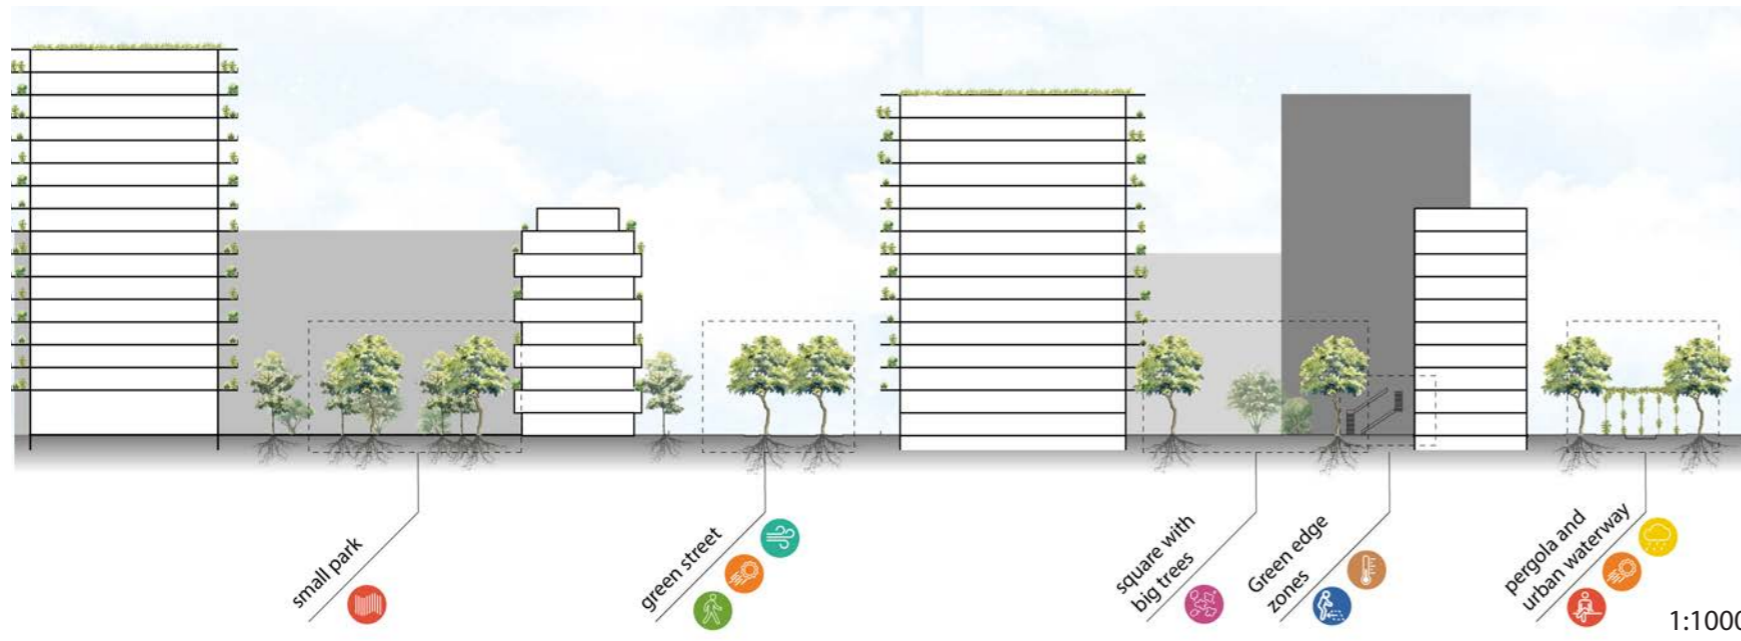 small park
green street
square with
big trees
Green edge
zones
pergola and
urban waterway
1:1000